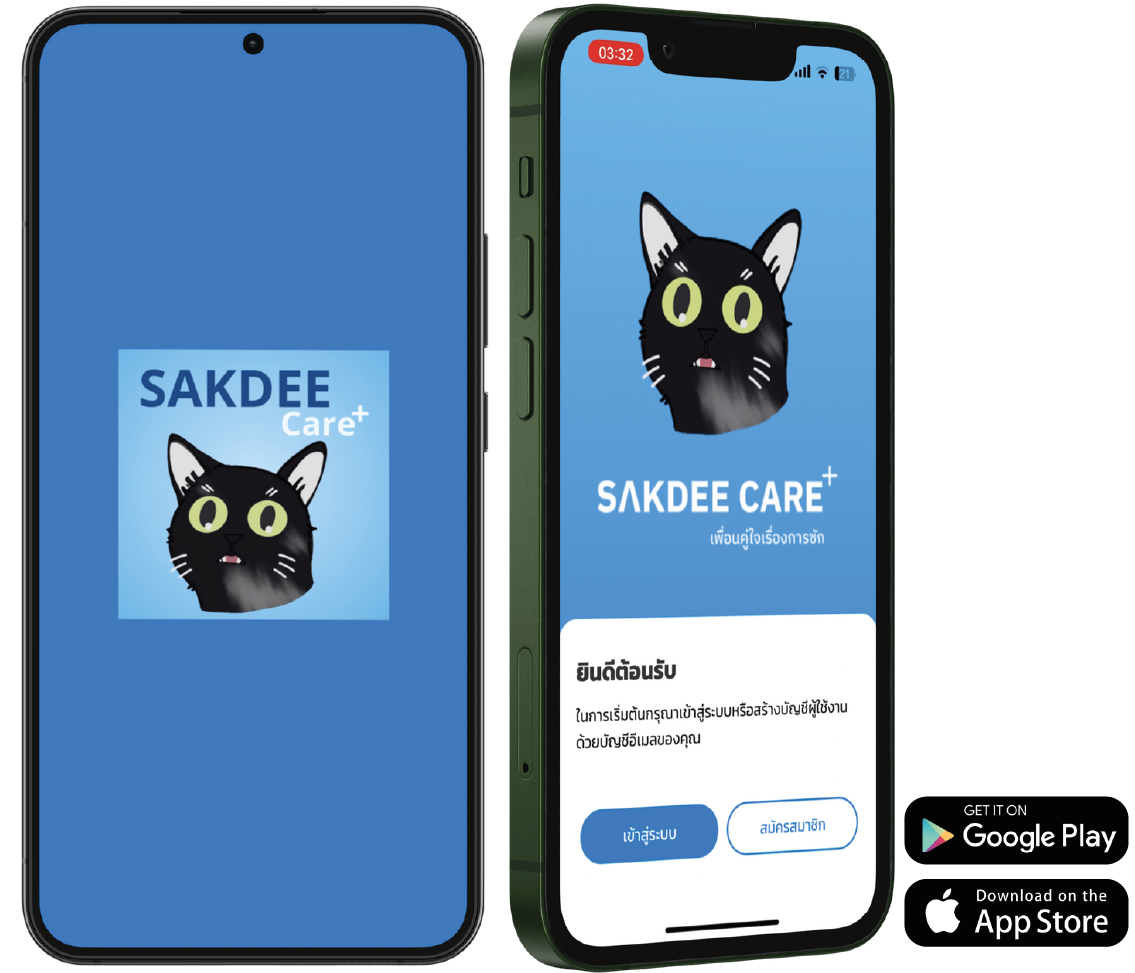 SAKDEE
Care+
03:32
21
SAKDEE CARE+
เพื่อนคู่ใจเรื่องการชัก
ยินดีต้อนรับ
ในการเริ่มต้นกรุณาเข้าสู่ระบบหรือสร้างบัญชีผู้ใช้งาน
ด้วยบัญชีอีเมลของคุณ
เข้าสู่ระบบ
สมัครสมาชิก
GET IT ON
Google Play
Download on the
App Store